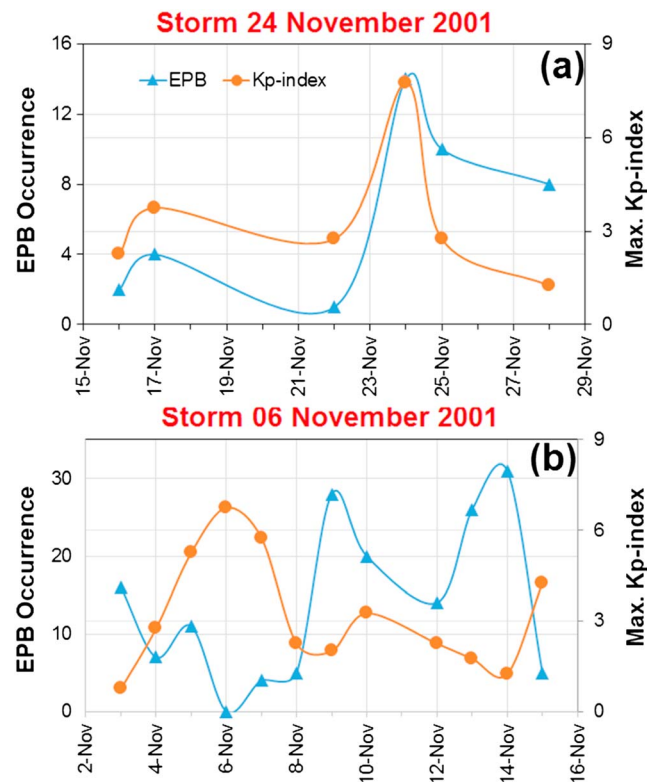 Storm 24 November 2001
(a)
EPB Kp-index
EPB Occurrence
16
12
8
4
0
Max. Kp-index
9
6
3
0
15-Nov
17-Nov
19-Nov
21-Nov
23-Nov
25-Nov
27-Nov
29-Nov
Storm 06 November 2001
(b)
EPB Occurrence
30
20
10
0
Max. Kp-index
9
6
3
0
2-Nov
4-Nov
6-Nov
8-Nov
10-Nov
12-Nov
14-Nov
16-Nov